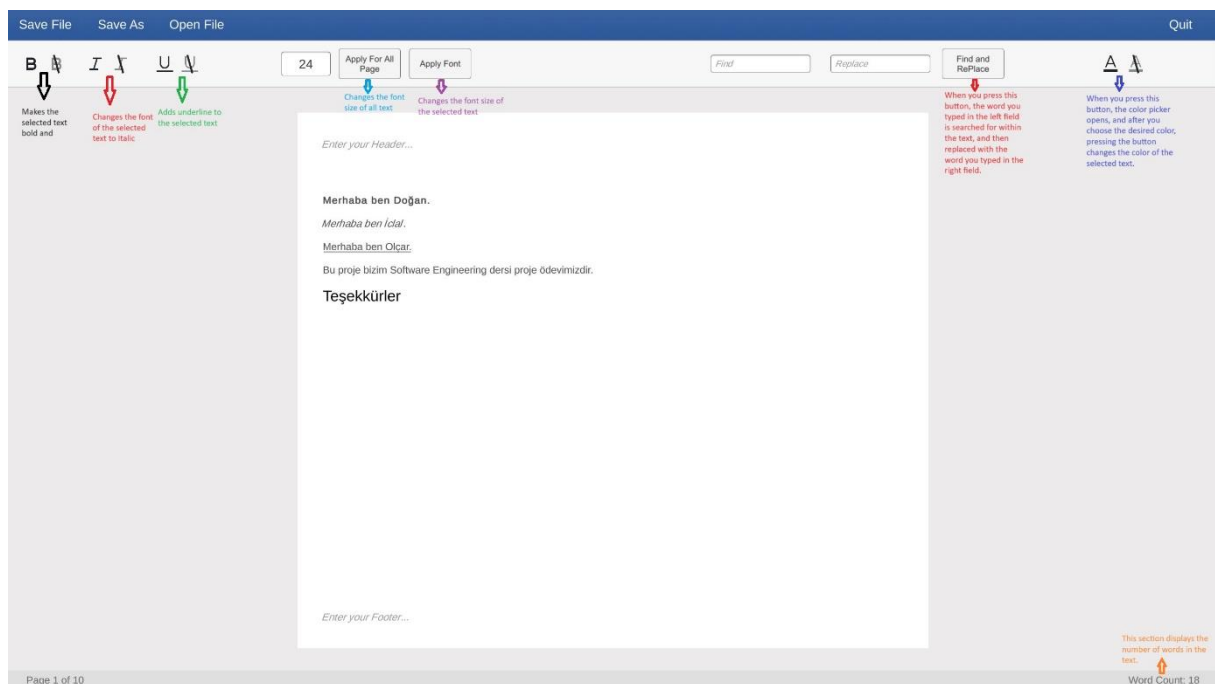 Save File Save As Open File Quit
B B I I U U 24 Apply For All Page Apply Font Find Replace Find and RePlace A A
Makes the
selected text
bold and
Changes the font
of the selected
text to Italic
Adds underline to
the selected text
Changes the font
size of all text
Changes the font size of
the selected text
When you press this
button, the word you
typed in the left field
is searched for within
the text, and then
replaced with the
word you typed in the
right field.
When you press this
button, the color picker
opens, and after you
choose the desired color,
pressing the button
changes the color of the
selected text.
Enter your Header...
Merhaba ben Doğan.
Merhaba ben İclal.
Merhaba ben Olçar.
Bu proje bizim Software Engineering dersi proje ödevimizdir.
Teşekkürler
Enter your Footer...
This section displays the
number of words in the
text.
Page 1 of 10 Word Count: 18